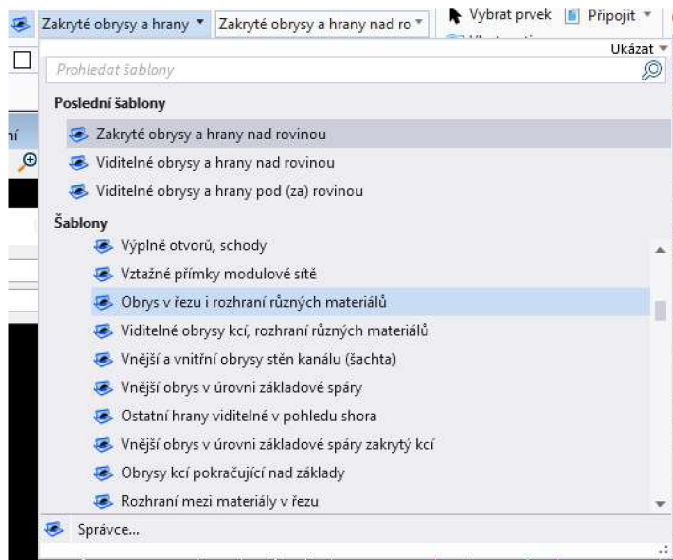 Zakryté obrysy a hrany
Zakryté obrysy a hrany nad ro
Vybrat prvek
Připojit
Ukázat
Prohledat šablony
Poslední šablony
Zakryté obrysy a hrany nad rovinou
Viditelné obrysy a hrany nad rovinou
Viditelné obrysy a hrany pod (za) rovinou
Šablony
Výplně otvorů, schody
Vztažné přímky modulové sítě
Obrys v řezu i rozhraní různých materiálů
Viditelné obrysy kcí, rozhraní různých materiálů
Vnější a vnitřní obrysy stěn kanálu (šachta)
Vnější obrys v úrovni základové spáry
Ostatní hrany viditelné v pohledu shora
Vnější obrys v úrovni základové spáry zakrytý kcí
Obrysy kcí pokračující nad základy
Rozhraní mezi materiály v řezu
Správce...